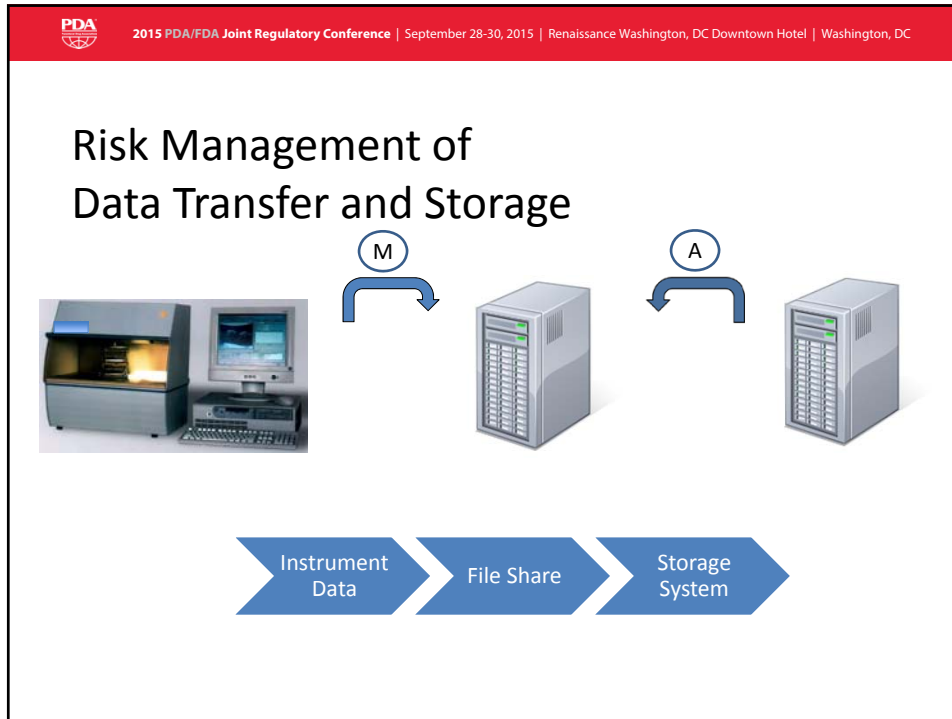 PDA
2015 PDA/FDA Joint Regulatory Conference | September 28-30, 2015 | Renaissance Washington, DC Downtown Hotel | Washington, DC
Risk Management of
Data Transfer and Storage
M
A
Instrument
Data
File Share
Storage
System